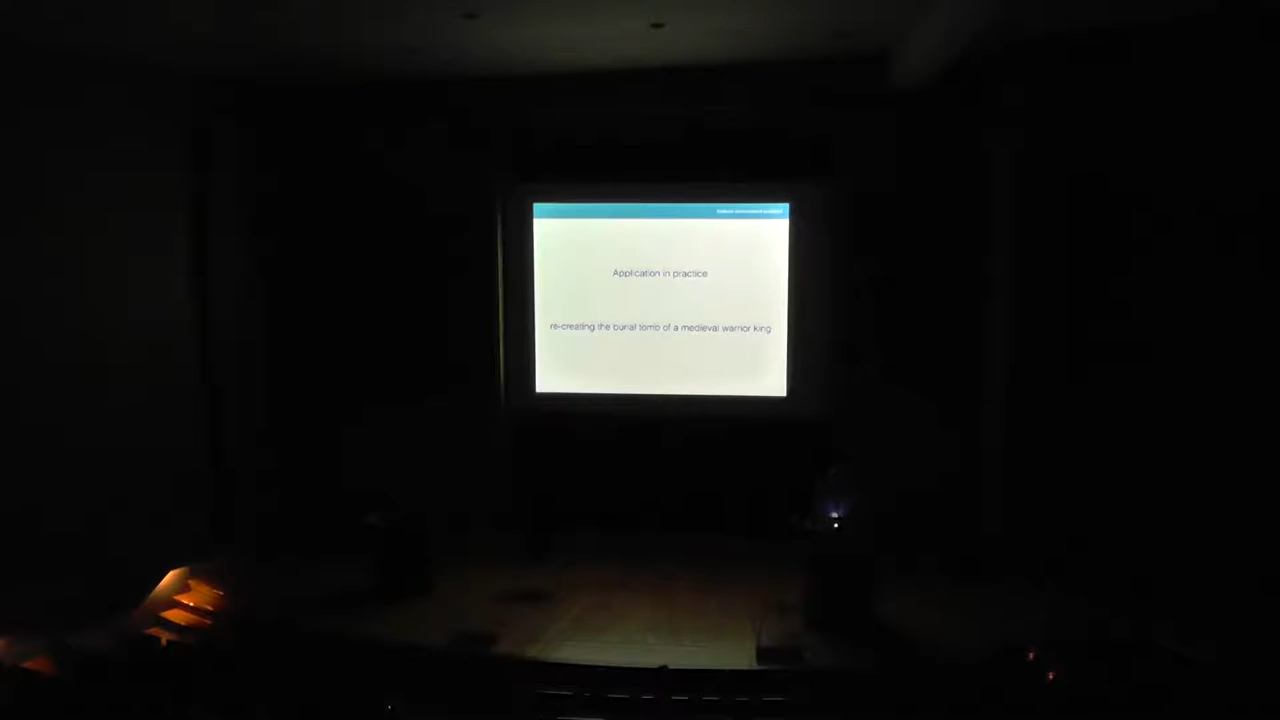 Application in practice
re-creating the burial tomb of a medieval warrior king